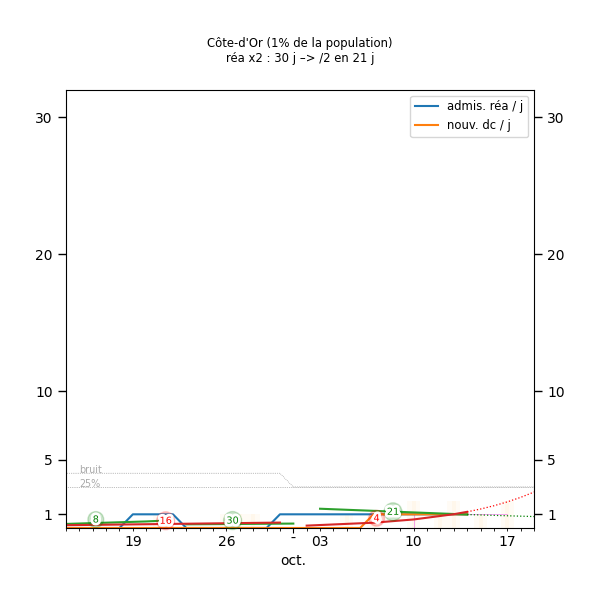 Côte-d'Or (1% de la population)
réa x2 : 30 j –> /2 en 21 j
admis. réa / j
nouv. dc / j
30 30
20 20
10 10
5 5
1 1
bruit
25%
8 16 30 4 21
19 26 - 03 10 17
oct.